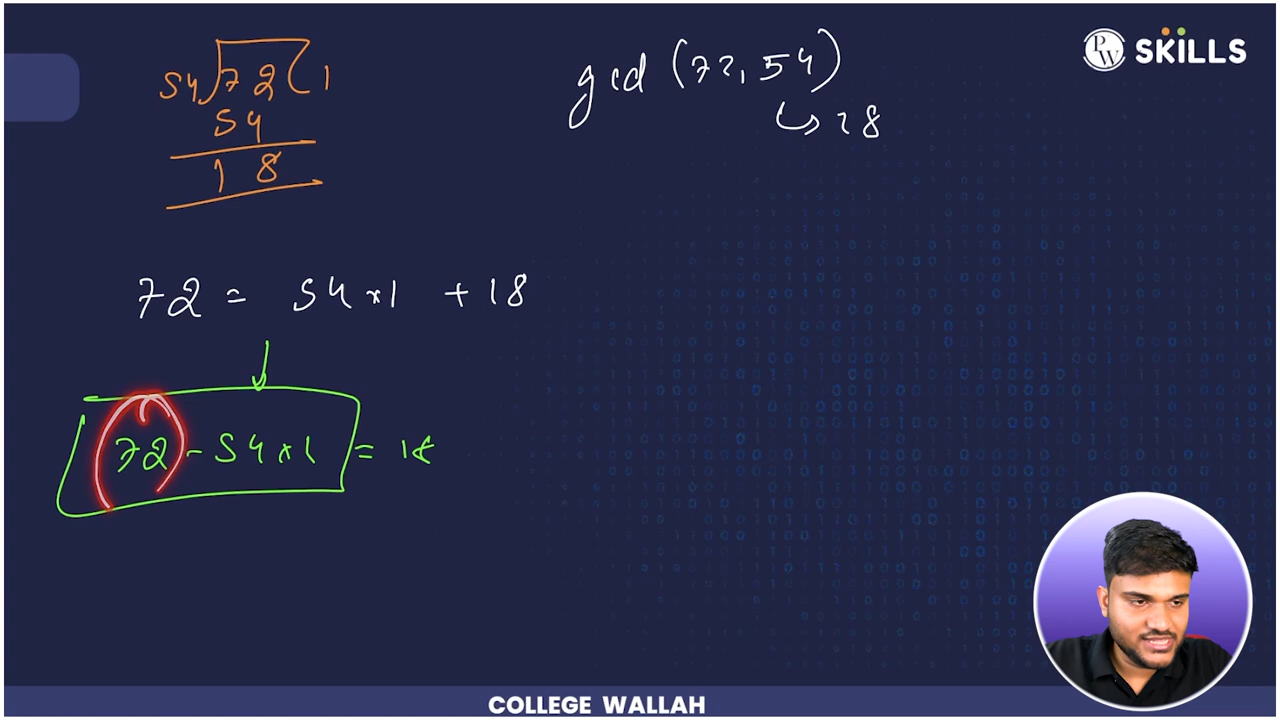 PW SKILLS
54)72(1
54
18
gcd (72, 54)
↳ 18
72 = 54 × 1 + 18
(72) - 54 × 1 = 18
COLLEGE WALLAH